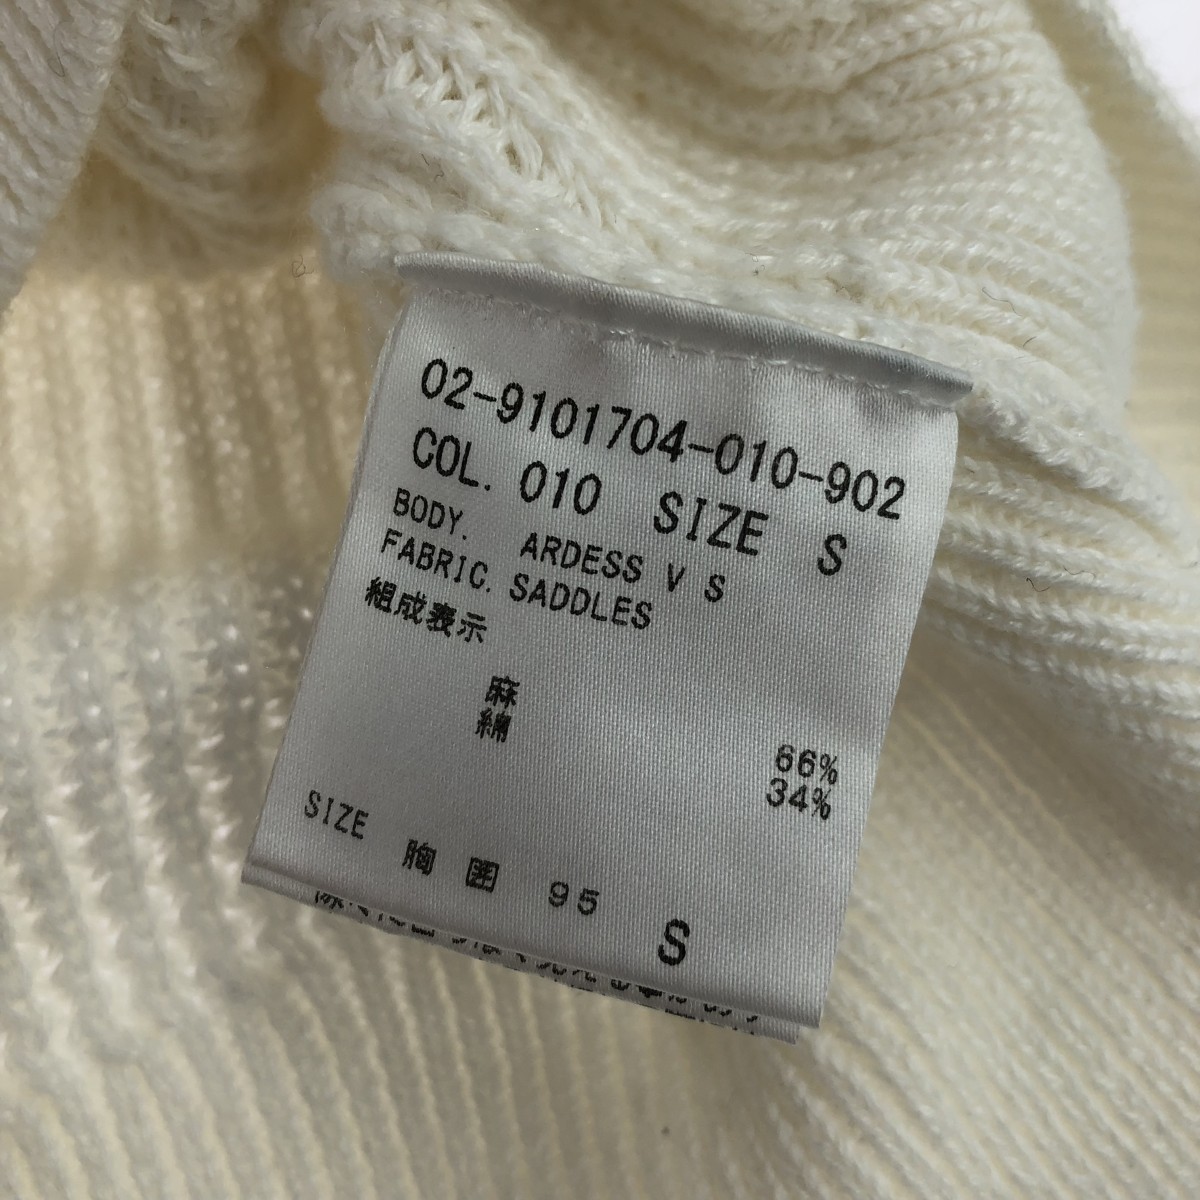 02-9101704-010-902
COL. 010 SIZE S
BODY. ARDESS V S
FABRIC. SADDLES
組成表示
麻 66%
綿 34%
SIZE
胸囲 95
S